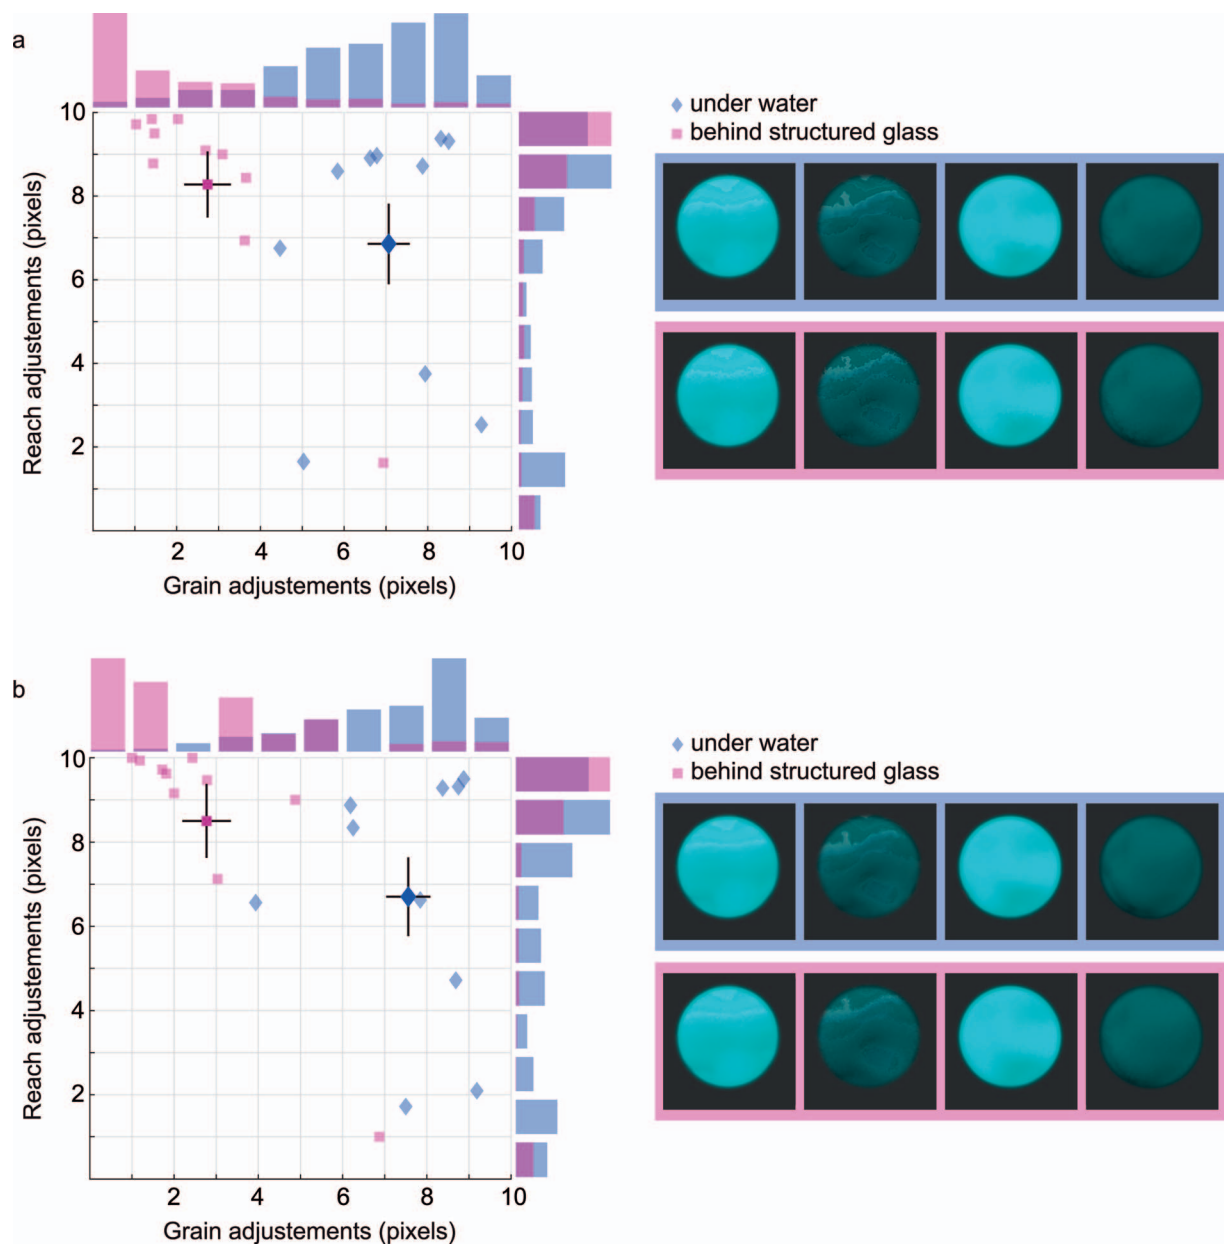 a
under water
behind structured glass
10
8
6
4
2
Reach adjustements (pixels)
2 4 6 8 10
Grain adjustements (pixels)
b
under water
behind structured glass
10
8
6
4
2
Reach adjustements (pixels)
2 4 6 8 10
Grain adjustements (pixels)